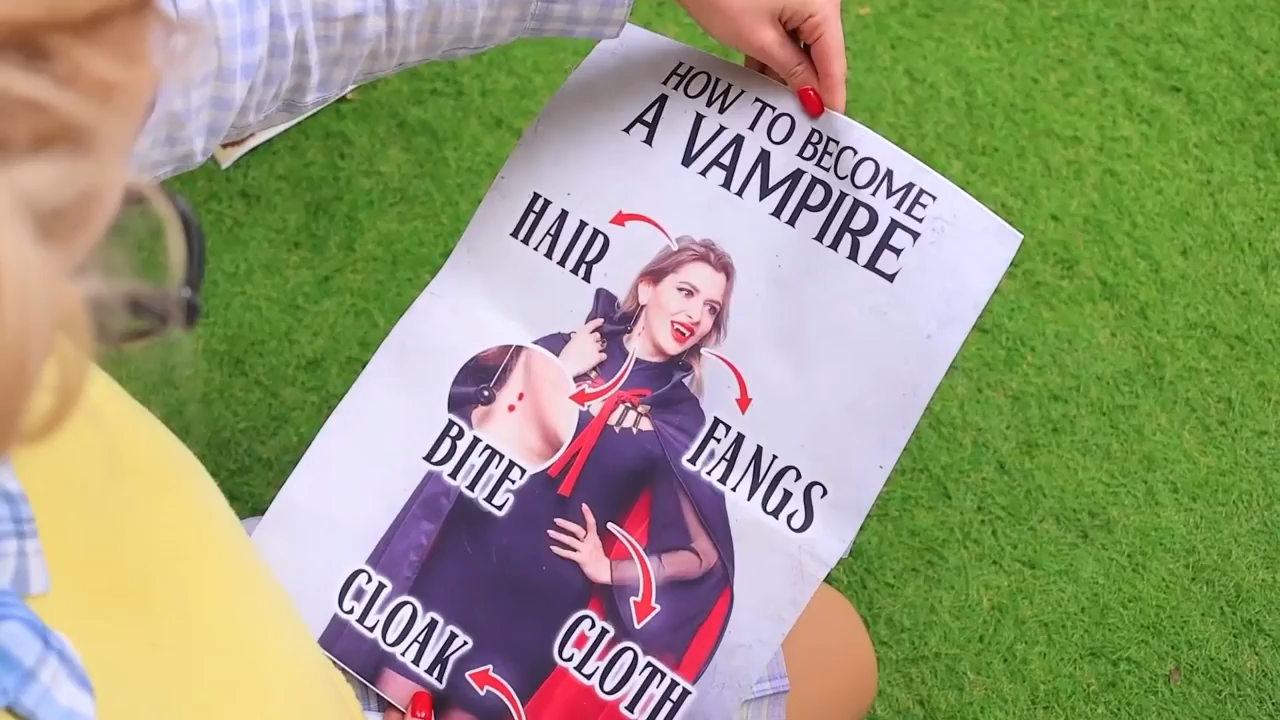 HOW TO BECOME
A VAMPIRE
HAIR
FANGS
BITE
CLOAK
CLOTH